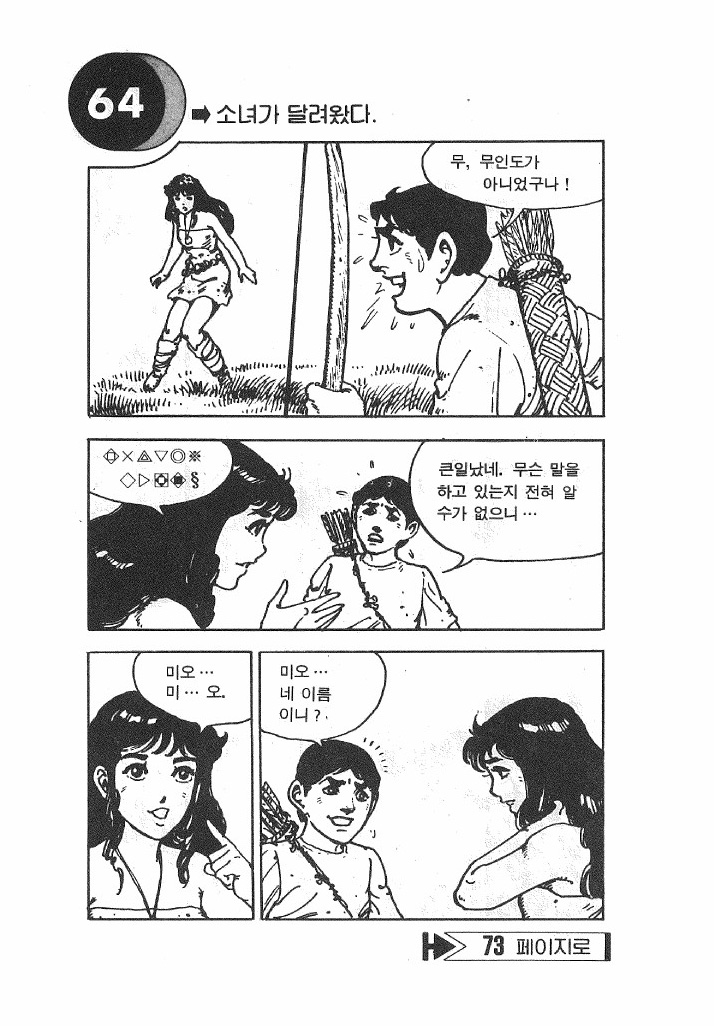 64
➡ 소녀가 달려왔다.
무, 무인도가
아니었구나!
◇×△▽◎※
◇▷◘◈§
큰일났네. 무슨 말을
하고 있는지 전혀 알
수가 없으니…
미오…
미… 오.
미오…
네 이름
이니?
73 페이지로